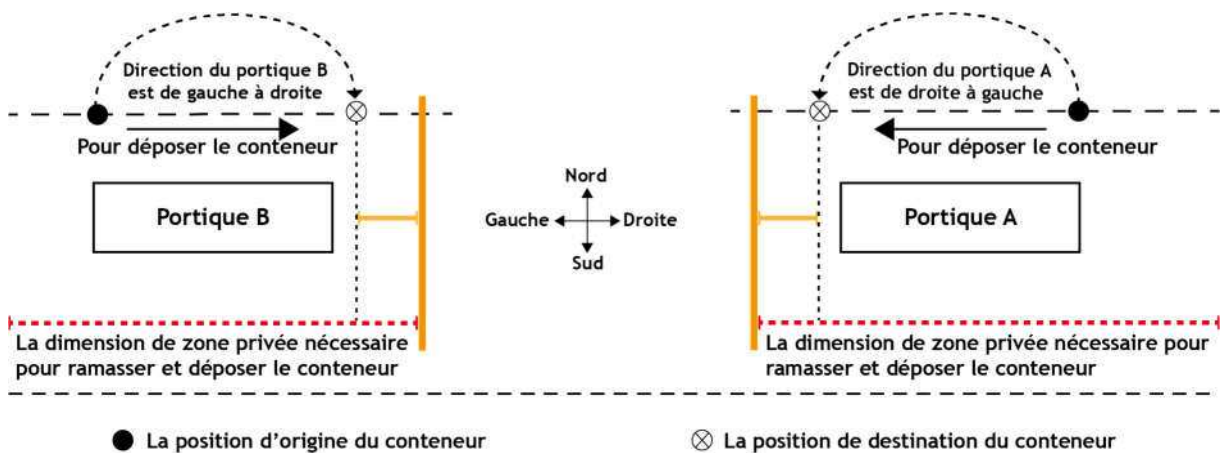 Direction du portique B
est de gauche à droite
Pour déposer le conteneur
Portique B
La dimension de zone privée nécessaire
pour ramasser et déposer le conteneur
Nord
Gauche
Droite
Sud
Direction du portique A
est de droite à gauche
Pour déposer le conteneur
Portique A
La dimension de zone privée nécessaire pour
ramasser et déposer le conteneur
La position d'origine du conteneur
La position de destination du conteneur